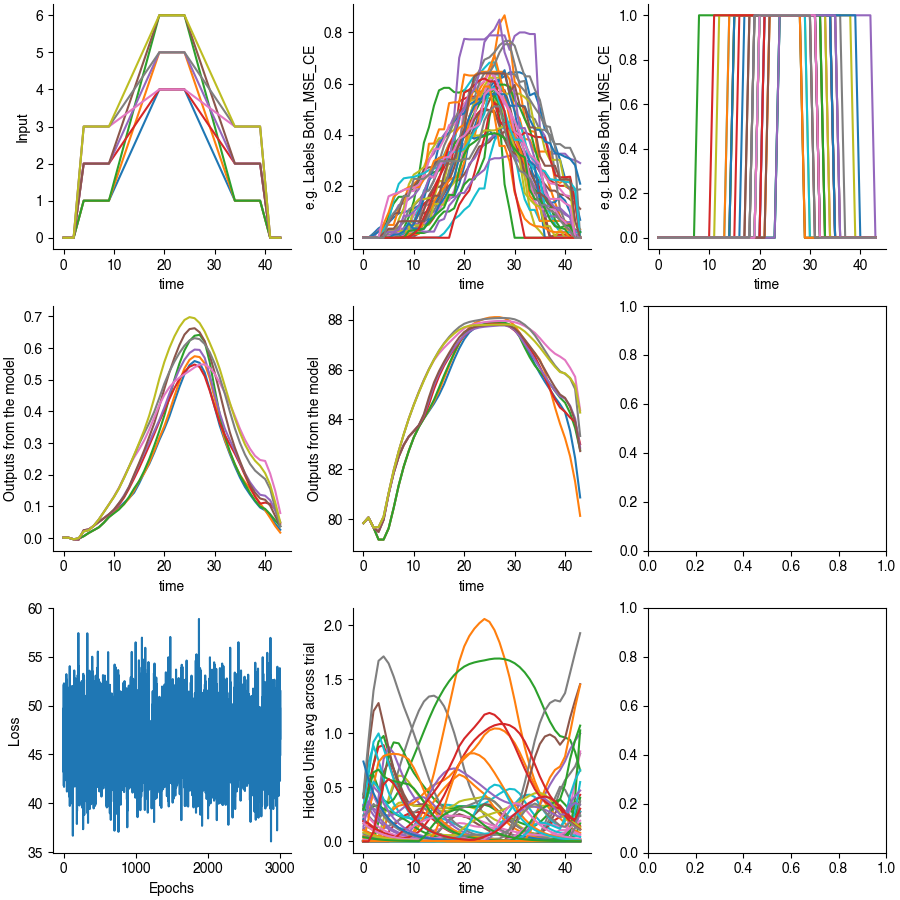 6
5
4
3
2
1
0
Input
0 10 20 30 40
time
0.8
0.6
0.4
0.2
0.0
e.g. Labels Both_MSE_CE
0 10 20 30 40
time
1.0
0.8
0.6
0.4
0.2
0.0
e.g. Labels Both_MSE_CE
0 10 20 30 40
time
0.7
0.6
0.5
0.4
0.3
0.2
0.1
0.0
Outputs from the model
0 10 20 30 40
time
88
86
84
82
80
Outputs from the model
0 10 20 30 40
time
1.0
0.8
0.6
0.4
0.2
0.0
0.0 0.2 0.4 0.6 0.8 1.0
60
55
50
45
40
35
Loss
0 1000 2000 3000
Epochs
2.0
1.5
1.0
0.5
0.0
Hidden Units avg across trial
0 10 20 30 40
time
1.0
0.8
0.6
0.4
0.2
0.0
0.0 0.2 0.4 0.6 0.8 1.0